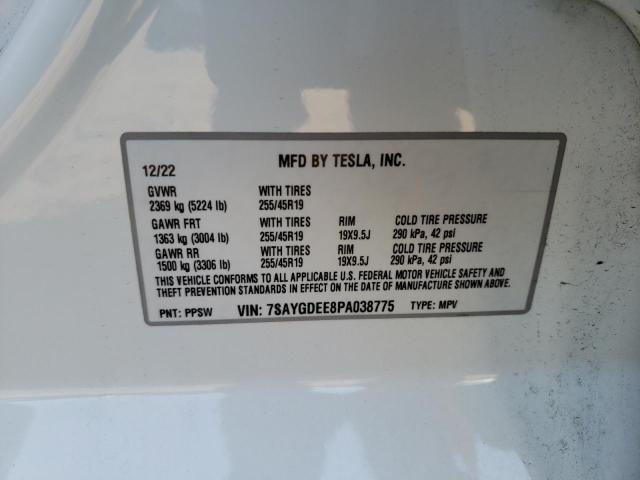 12/22 MFD BY TESLA, INC.
GVWR WITH TIRES
2369 kg (5224 lb) 255/45R19
GAWR FRT WITH TIRES RIM COLD TIRE PRESSURE
1363 kg (3004 lb) 255/45R19 19X9.5J 290 kPa, 42 psi
GAWR RR WITH TIRES RIM COLD TIRE PRESSURE
1500 kg (3306 lb) 255/45R19 19X9.5J 290 kPa, 42 psi
THIS VEHICLE CONFORMS TO ALL APPLICABLE U.S. FEDERAL MOTOR VEHICLE SAFETY AND
THEFT PREVENTION STANDARDS IN EFFECT ON THE DATE OF MANUFACTURE SHOWN ABOVE.
PNT: PPSW VIN: 7SAYGDEE8PA038775 TYPE: MPV